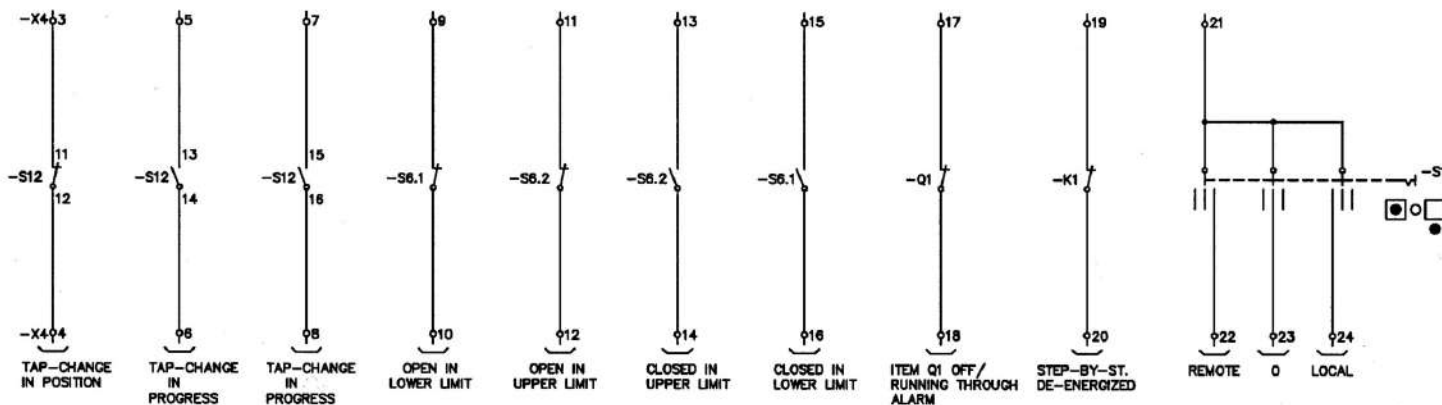 -X4 3 5 7 9 11 13 15 17 19 21
11 13 15
-S12 -S12 -S12 -S6.1 -S6.2 -S6.2 -S6.1 -Q1 -K1
12 14 16
-X4 4 6 8 10 12 14 16 18 20 22 23 24
TAP-CHANGE
IN POSITION
TAP-CHANGE
IN
PROGRESS
TAP-CHANGE
IN
PROGRESS
OPEN IN
LOWER LIMIT
OPEN IN
UPPER LIMIT
CLOSED IN
UPPER LIMIT
CLOSED IN
LOWER LIMIT
ITEM Q1 OFF/
RUNNING THROUGH
ALARM
STEP-BY-ST.
DE-ENERGIZED
REMOTE 0 LOCAL